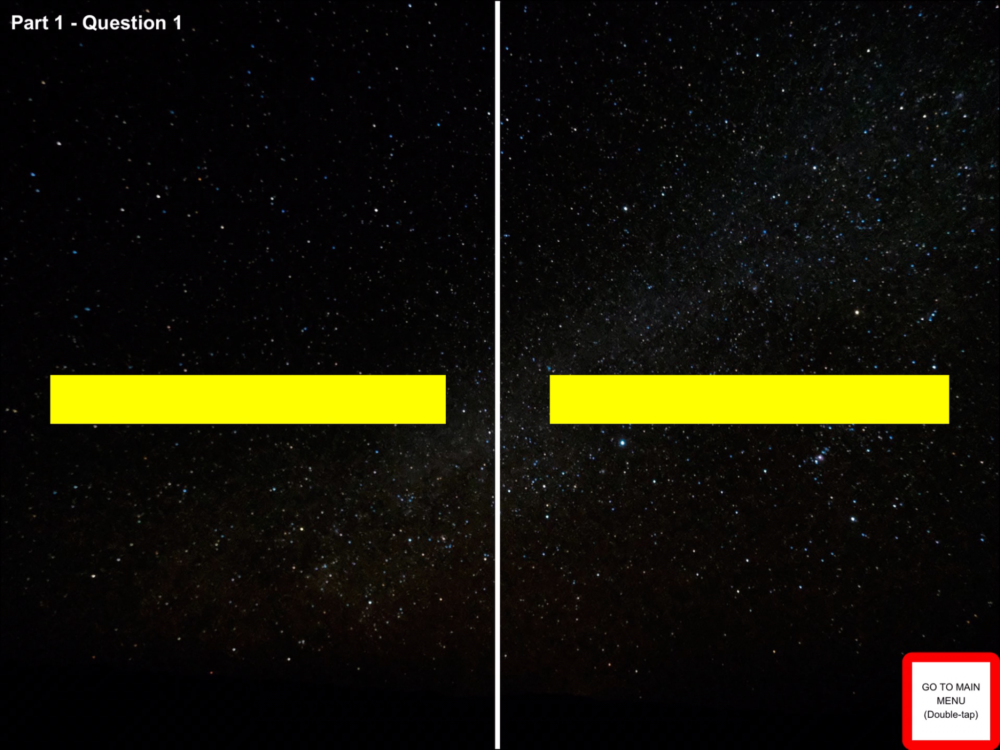 Part 1 - Question 1
GO TO MAIN
MENU
(Double-tap)